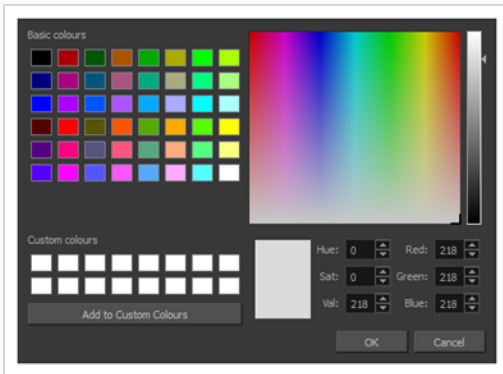 Basic colours
Custom colours
Add to Custom Colours
Hue: 0 Red: 218
Sat: 0 Green: 218
Val: 218 Blue: 218
OK Cancel